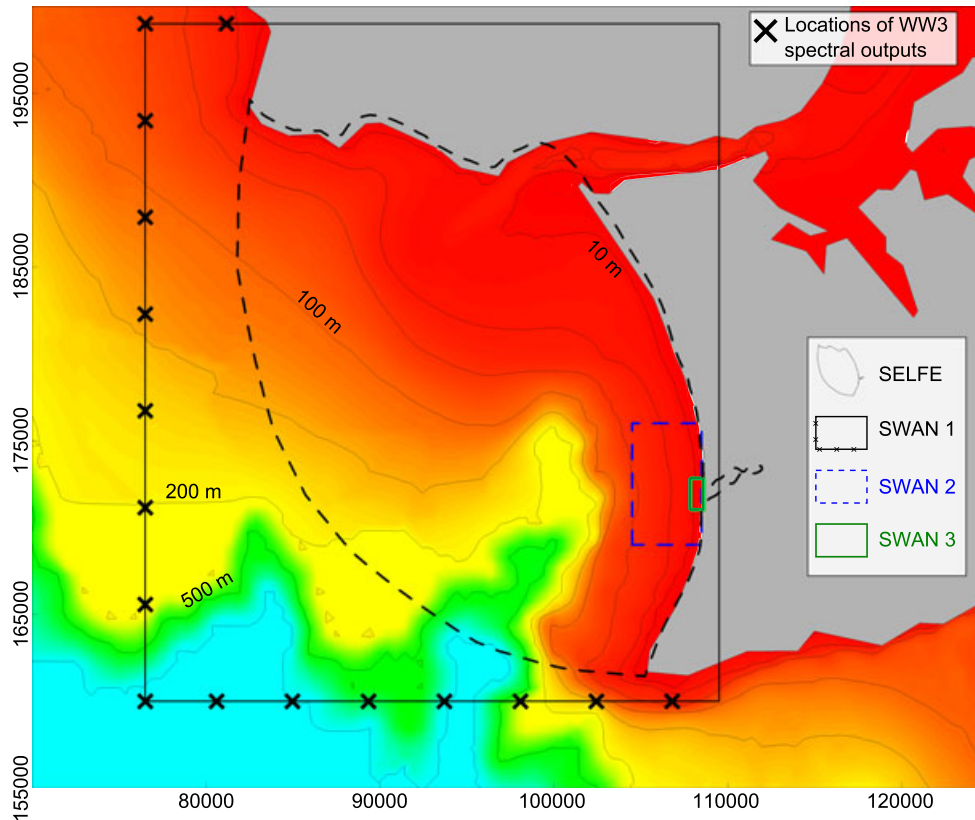 Locations of WW3
spectral outputs
195000
185000
175000
165000
1550000
10 m
100 m
200 m
500 m
SELFE
SWAN 1
SWAN 2
SWAN 3
80000
90000
100000
110000
120000